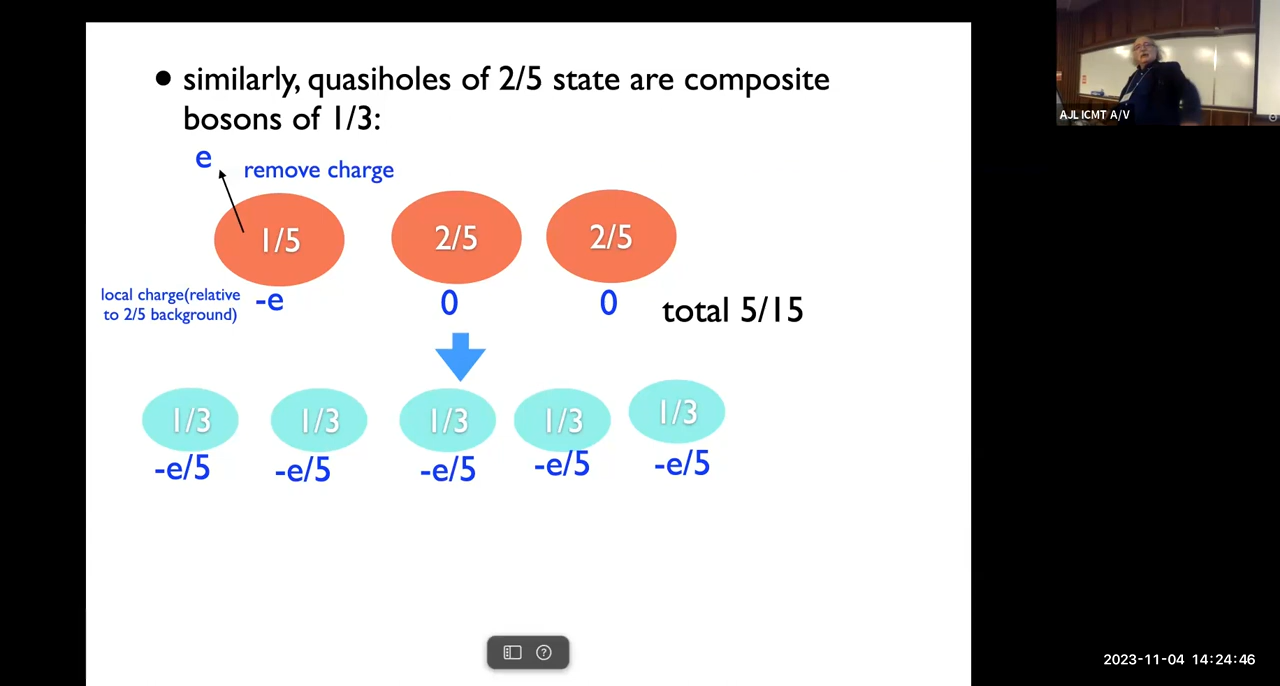 ● similarly, quasiholes of 2/5 state are composite
bosons of 1/3:
e
remove charge
1/5
2/5
2/5
local charge(relative
to 2/5 background)
-e
0
0
total 5/15
1/3
1/3
1/3
1/3
1/3
-e/5
-e/5
-e/5
-e/5
-e/5
AJL ICMT A/V
2023-11-04 14:24:46